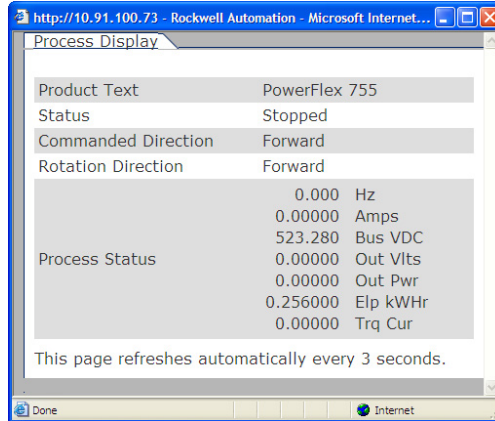 http://10.91.100.73 - Rockwell Automation - Microsoft Internet...
Process Display
Product Text PowerFlex 755
Status Stopped
Commanded Direction Forward
Rotation Direction Forward
Process Status
0.000 Hz
0.00000 Amps
523.280 Bus VDC
0.00000 Out Vlts
0.00000 Out Pwr
0.256000 Elp kWHr
0.00000 Trq Cur
This page refreshes automatically every 3 seconds.
Done Internet